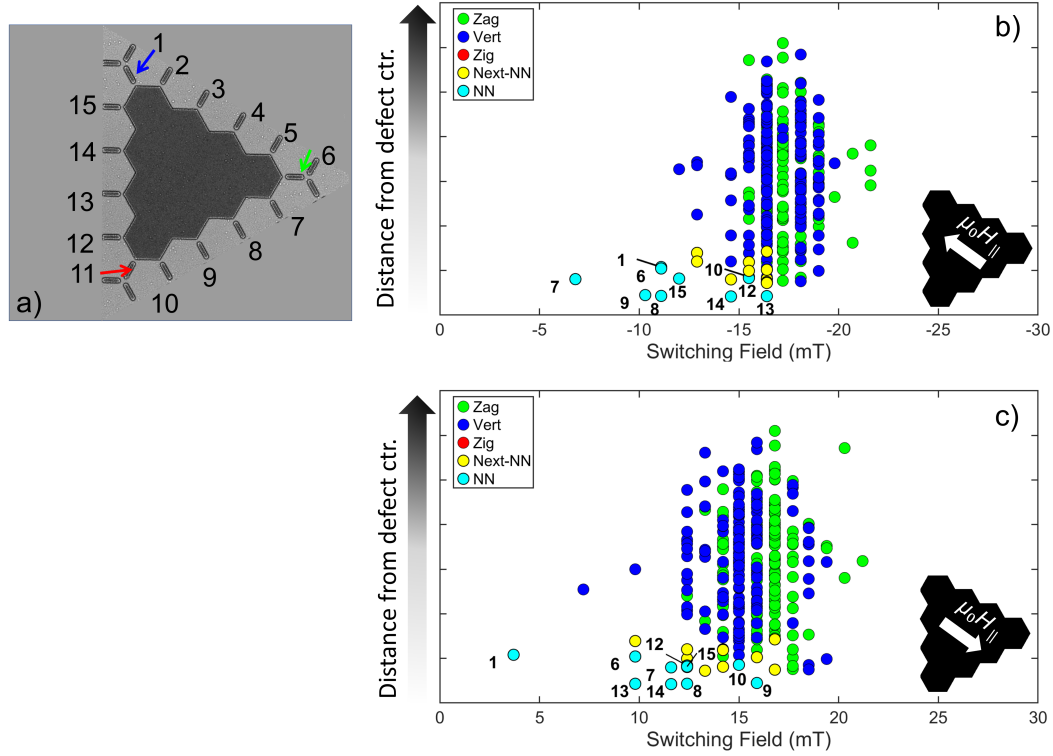 1
2
3
4
5
6
7
8
9
10
11
12
13
14
15
a)
Distance from defect ctr.
Zag
Vert
Zig
Next-NN
NN
b)
1
6
7
9
8
15
10
12
14
13
μ₀H∥
0 -5 -10 -15 -20 -25 -30
Switching Field (mT)
Distance from defect ctr.
Zag
Vert
Zig
Next-NN
NN
c)
1
12
15
6
7
10
13
14
8
9
μ₀H∥
0 5 10 15 20 25 30
Switching Field (mT)